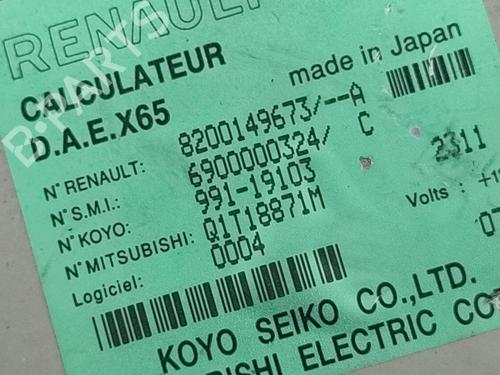 RENAULT
CALCULATEUR
made in Japan
D.A.E.X65
N° RENAULT: 8200149673/--A
N° S.M.I.: 6900000324/ C
N° KOYO: 991-19103
2311
N° MITSUBISHI: Q1T18871M
Volts : +1
Logiciel: 0004
KOYO SEIKO CO.,LTD.
BISHI ELECTRIC CO
B-PARTS